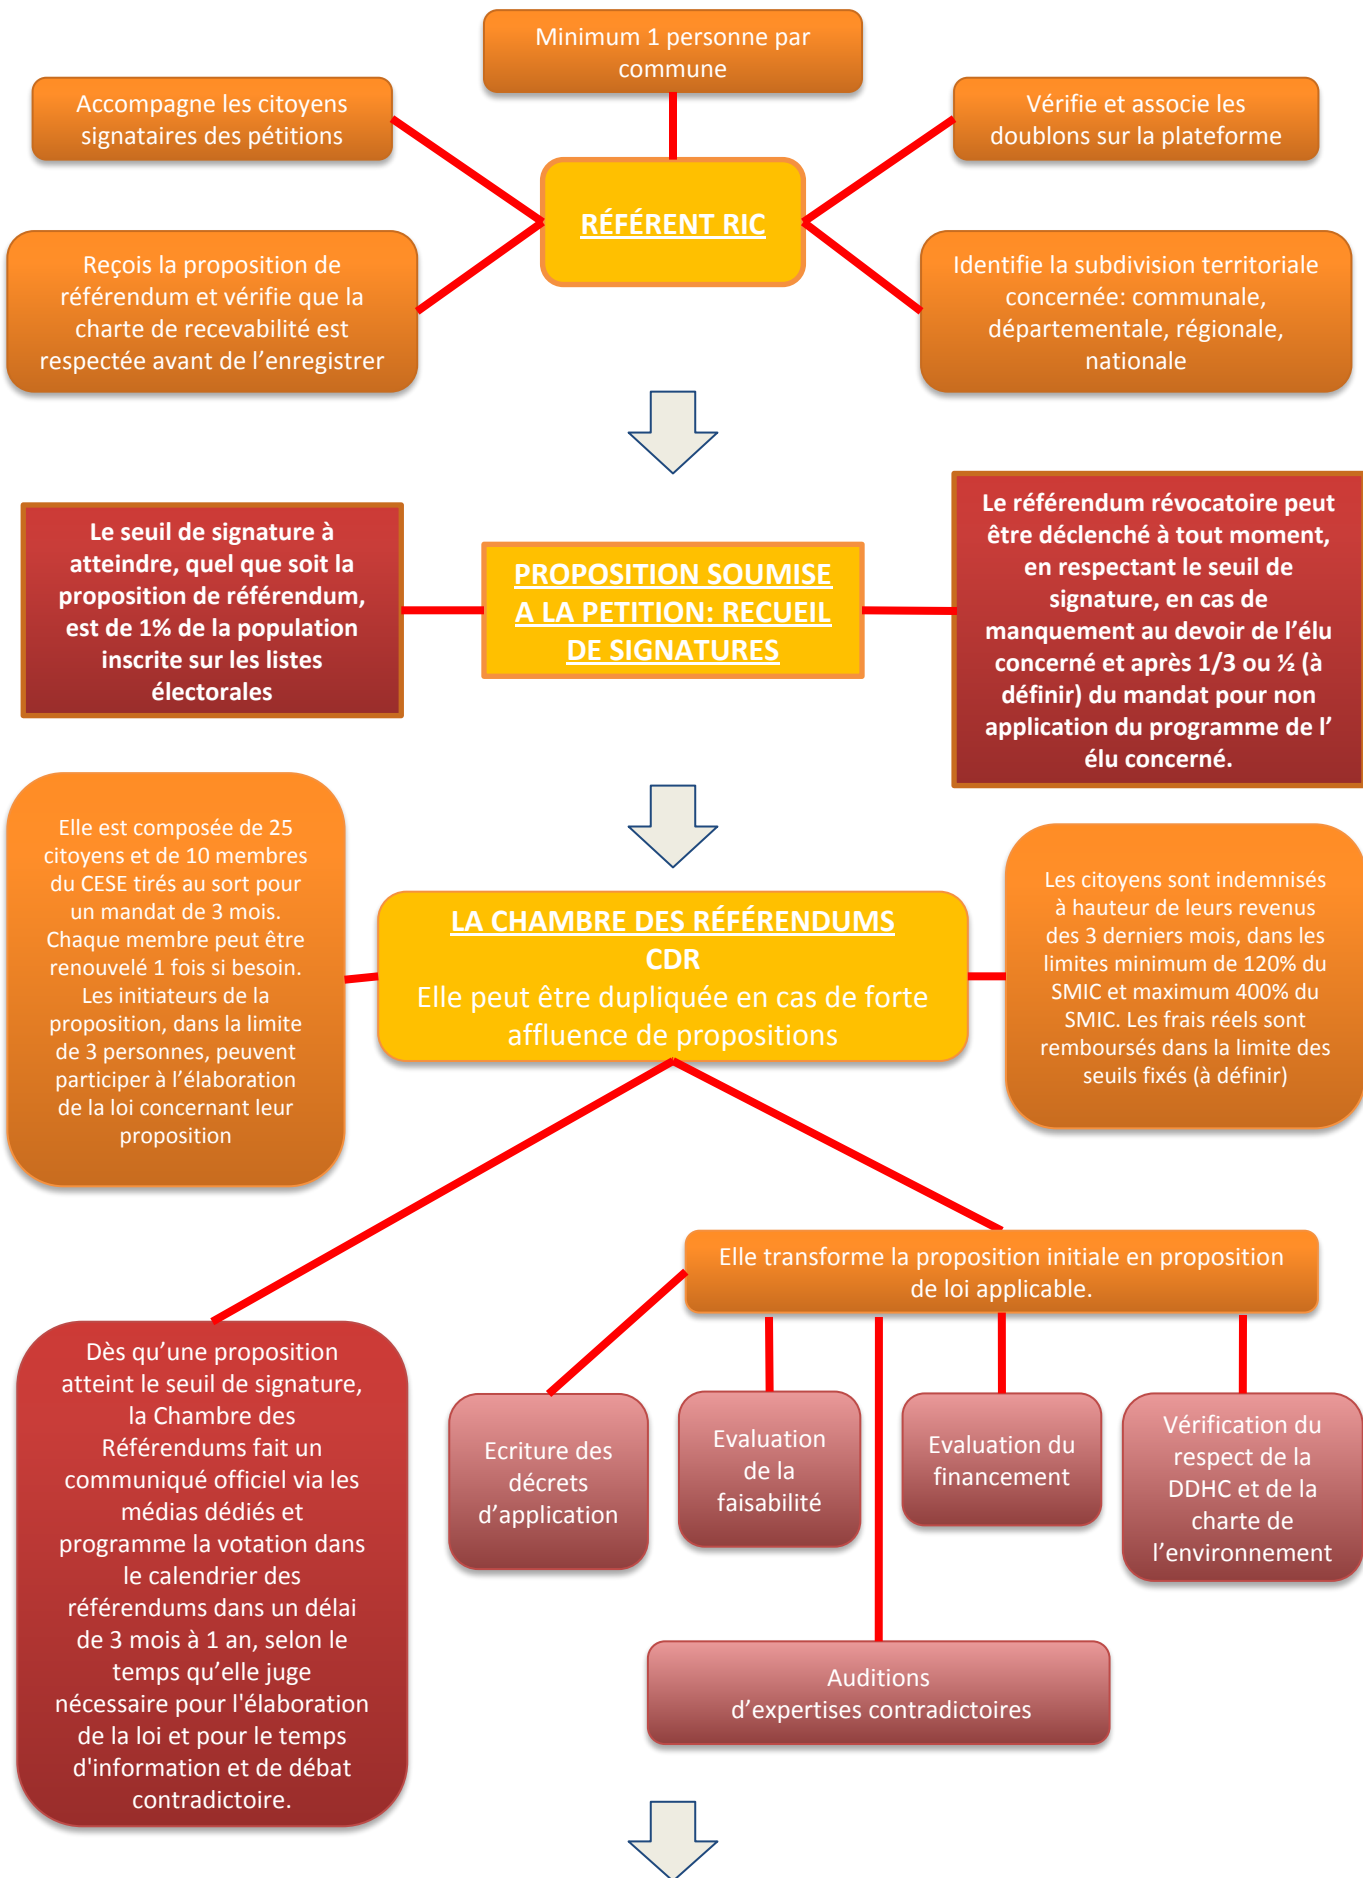 Minimum 1 personne par
commune
Accompagne les citoyens
signataires des pétitions
Vérifie et associe les
doublons sur la plateforme
RÉFÉRENT RIC
Reçois la proposition de
référendum et vérifie que la
charte de recevabilité est
respectée avant de l’enregistrer
Identifie la subdivision territoriale
concernée: communale,
départementale, régionale,
nationale
Le seuil de signature à
atteindre, quel que soit la
proposition de référendum,
est de 1% de la population
inscrite sur les listes
électorales
PROPOSITION SOUMISE
A LA PETITION: RECUEIL
DE SIGNATURES
Le référendum révocatoire peut
être déclenché à tout moment,
en respectant le seuil de
signature, en cas de
manquement au devoir de l’élu
concerné et après 1/3 ou ½ (à
définir) du mandat pour non
application du programme de l’
élu concerné.
Elle est composée de 25
citoyens et de 10 membres
du CESE tirés au sort pour
un mandat de 3 mois.
Chaque membre peut être
renouvelé 1 fois si besoin.
Les initiateurs de la
proposition, dans la limite
de 3 personnes, peuvent
participer à l’élaboration
de la loi concernant leur
proposition
LA CHAMBRE DES RÉFÉRENDUMS
CDR
Elle peut être dupliquée en cas de forte
affluence de propositions
Les citoyens sont indemnisés
à hauteur de leurs revenus
des 3 derniers mois, dans les
limites minimum de 120% du
SMIC et maximum 400% du
SMIC. Les frais réels sont
remboursés dans la limite des
seuils fixés (à définir)
Elle transforme la proposition initiale en proposition
de loi applicable.
Dès qu’une proposition
atteint le seuil de signature,
la Chambre des
Référendums fait un
communiqué officiel via les
médias dédiés et
programme la votation dans
le calendrier des
référendums dans un délai
de 3 mois à 1 an, selon le
temps qu’elle juge
nécessaire pour l'élaboration
de la loi et pour le temps
d'information et de débat
contradictoire.
Ecriture des
décrets
d’application
Evaluation
de la
faisabilité
Evaluation du
financement
Vérification du
respect de la
DDHC et de la
charte de
l’environnement
Auditions
d’expertises contradictoires